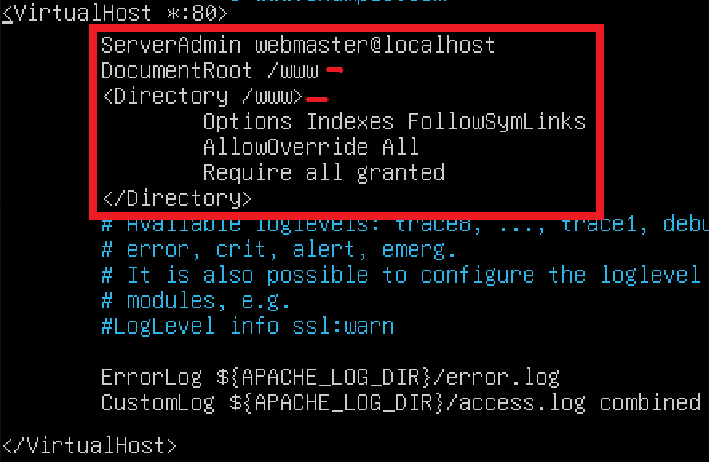 <VirtualHost *:80>
ServerAdmin webmaster@localhost
DocumentRoot /www
<Directory /www>
Options Indexes FollowSymLinks
AllowOverride All
Require all granted
</Directory>
# Available loglevels: trace8, ..., trace1, debu
# error, crit, alert, emerg.
# It is also possible to configure the loglevel
# modules, e.g.
#LogLevel info ssl:warn
ErrorLog ${APACHE_LOG_DIR}/error.log
CustomLog ${APACHE_LOG_DIR}/access.log combined
</VirtualHost>